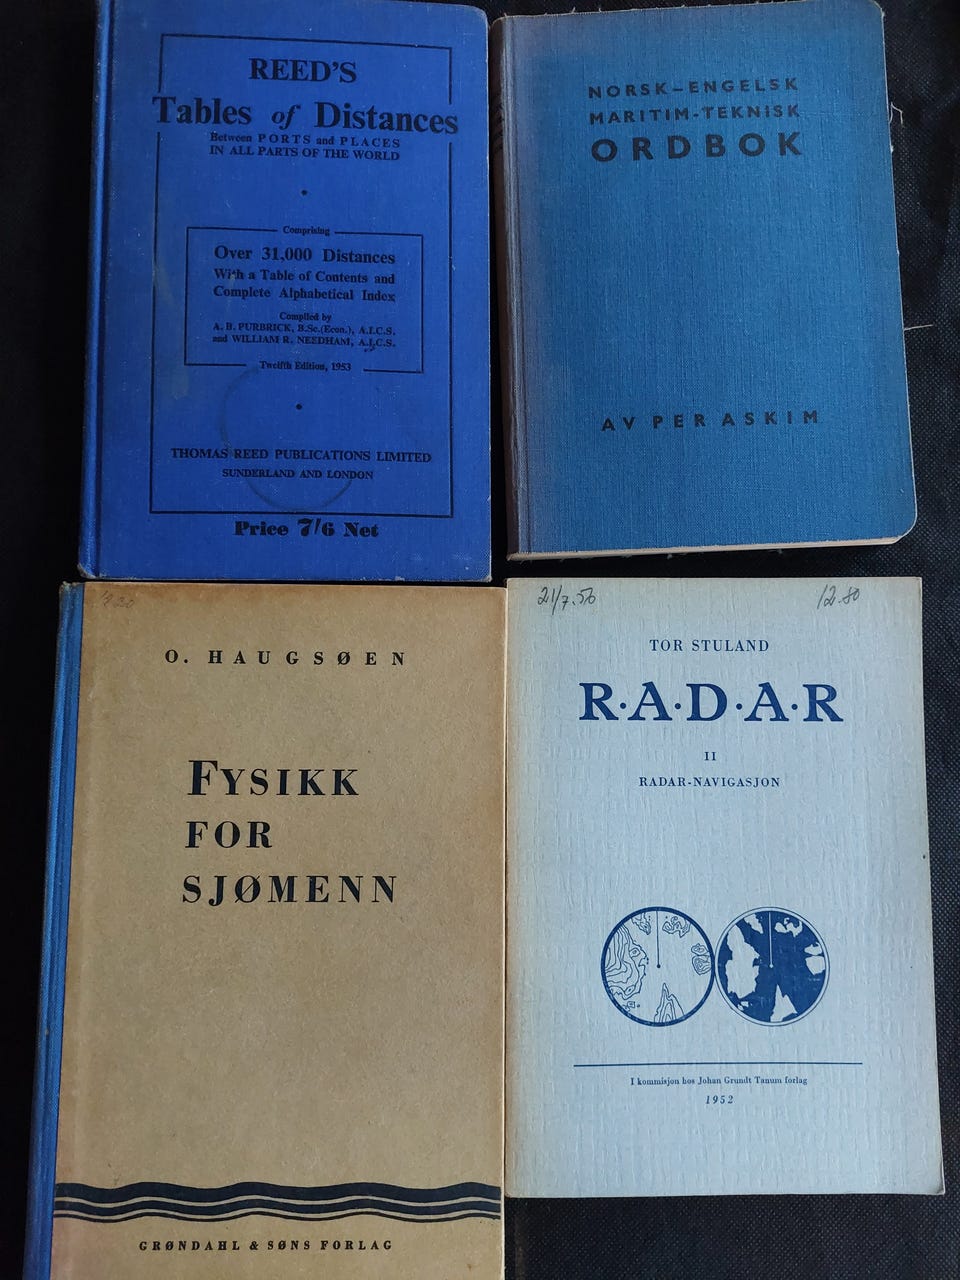 REED'S
Tables of Distances
Between PORTS and PLACES
IN ALL PARTS OF THE WORLD
Comprising
Over 31,000 Distances
With a Table of Contents and
Complete Alphabetical Index
Compiled by
A. B. PURBRICK, B.Sc.(Econ.), A.I.C.S.
and WILLIAM R. NEEDHAM, A.I.C.S.
Twelfth Edition, 1953
THOMAS REED PUBLICATIONS LIMITED
SUNDERLAND AND LONDON
Price 7/6 Net
NORSK-ENGELSK
MARITIM-TEKNISK
ORDBOK
AV PER ASKIM
O. HAUGSØEN
FYSIKK
FOR
SJØMENN
GRØNDAHL & SØNS FORLAG
21/7.56 12.80
TOR STULAND
R·A·D·A·R
II
RADAR-NAVIGASJON
I kommisjon hos Johan Grundt Tanum forlag
1952